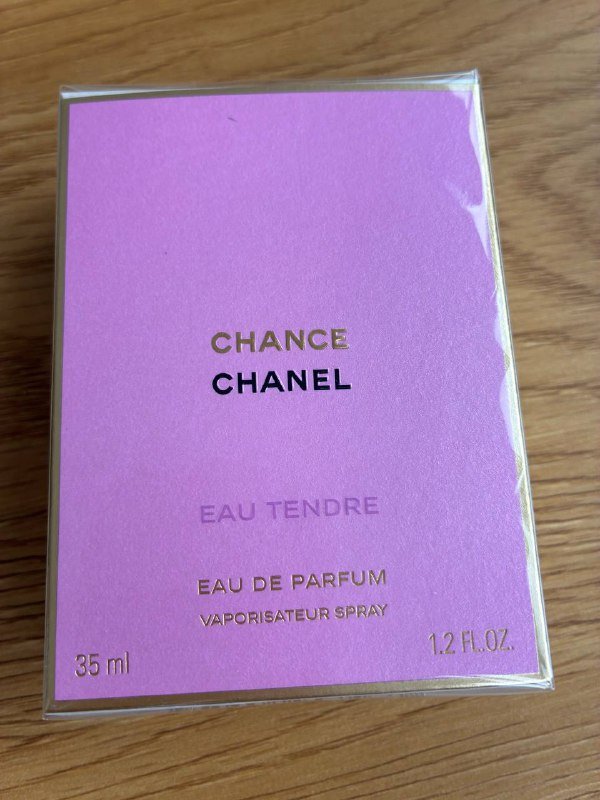 CHANCE
CHANEL
EAU TENDRE
EAU DE PARFUM
VAPORISATEUR SPRAY
35 ml 1.2 FL.OZ.